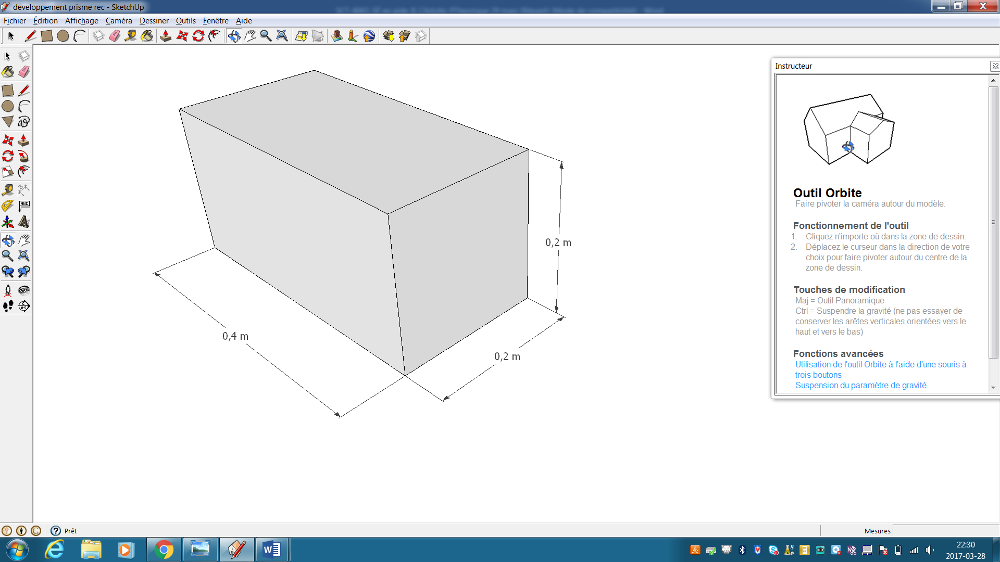 developpement prisme rec - SketchUp
Fichier Édition Affichage Caméra Dessiner Outils Fenêtre Aide
Instructeur
0,2 m
0,4 m
0,2 m
Outil Orbite
Faire pivoter la caméra autour du modèle.
Fonctionnement de l'outil
1. Cliquez n'importe où dans la zone de dessin.
2. Déplacez le curseur dans la direction de votre
choix pour faire pivoter autour du centre de la
zone de dessin.
Touches de modification
Maj = Outil Panoramique
Ctrl = Suspendre la gravité (ne pas essayer de
conserver les arêtes verticales orientées vers le
haut et vers le bas)
Fonctions avancées
Utilisation de l'outil Orbite à l'aide d'une souris à
trois boutons
Suspension du paramètre de gravité
Prêt
Mesures
22:30
2017-03-28